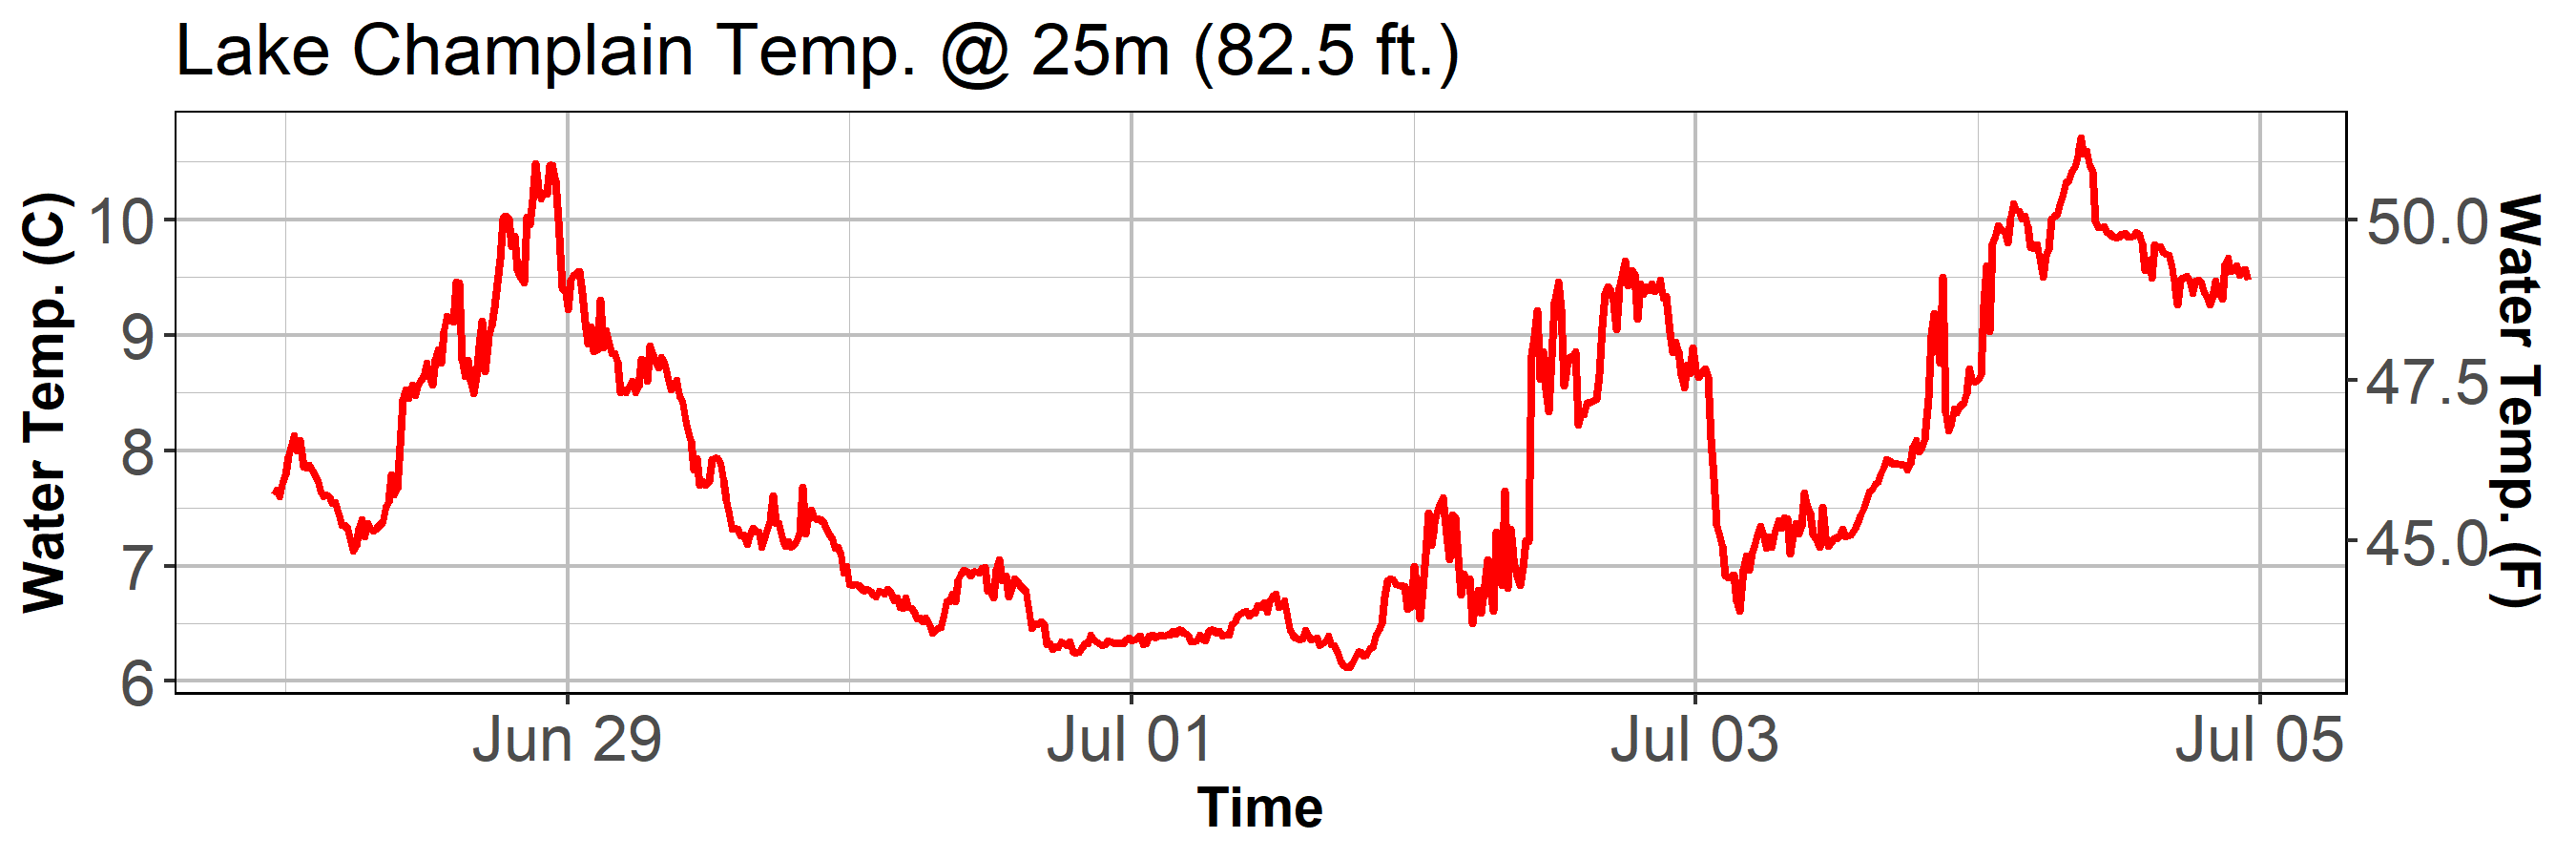 Lake Champlain Temp. @ 25m (82.5 ft.)
Water Temp. (C)
10
9
8
7
6
50.0
47.5
45.0
Water Temp. (F)
Jun 29
Jul 01
Jul 03
Jul 05
Time